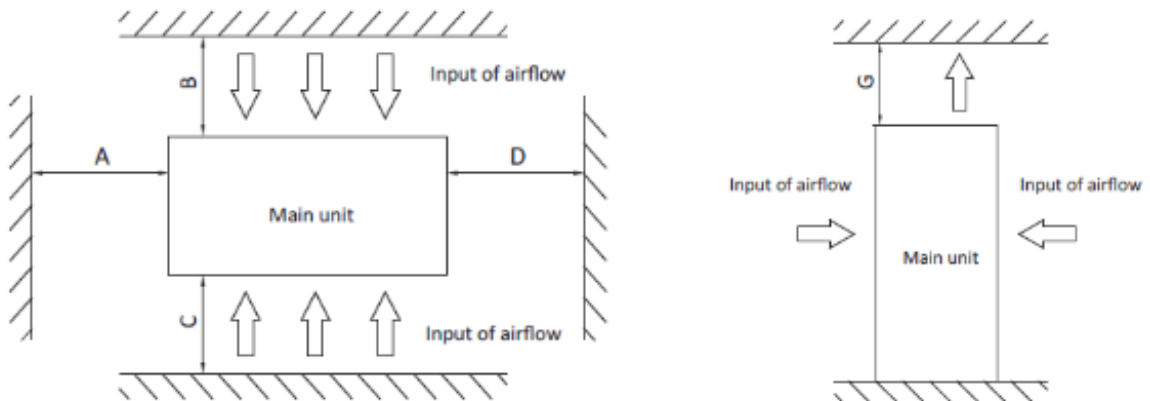 B
Input of airflow
A
D
Main unit
C
Input of airflow
G
Input of airflow
Input of airflow
Main unit